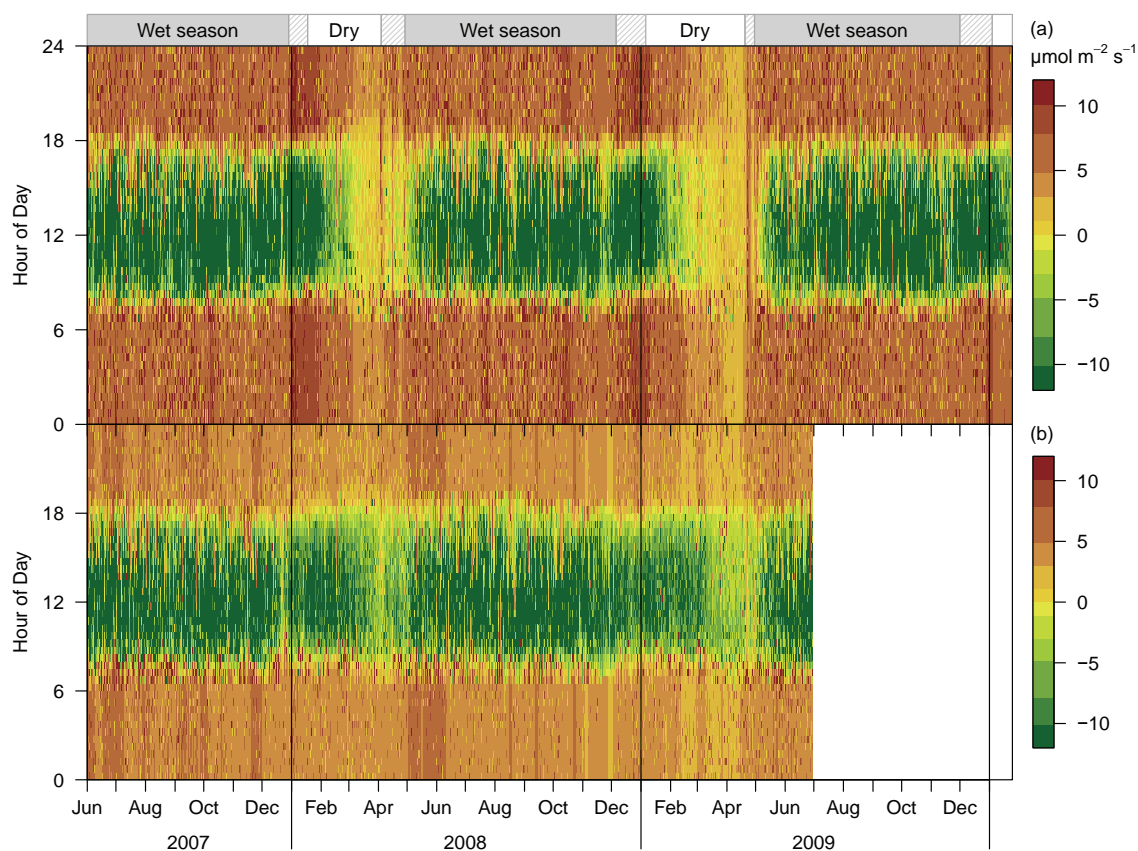 Wet season Dry Wet season Dry Wet season (a)
µmol m−2 s−1
24
18
12
6
0
Hour of Day
10
5
0
−5
−10
(b)
18
12
6
0
Hour of Day
10
5
0
−5
−10
Jun Aug Oct Dec Feb Apr Jun Aug Oct Dec Feb Apr Jun Aug Oct Dec
2007 2008 2009